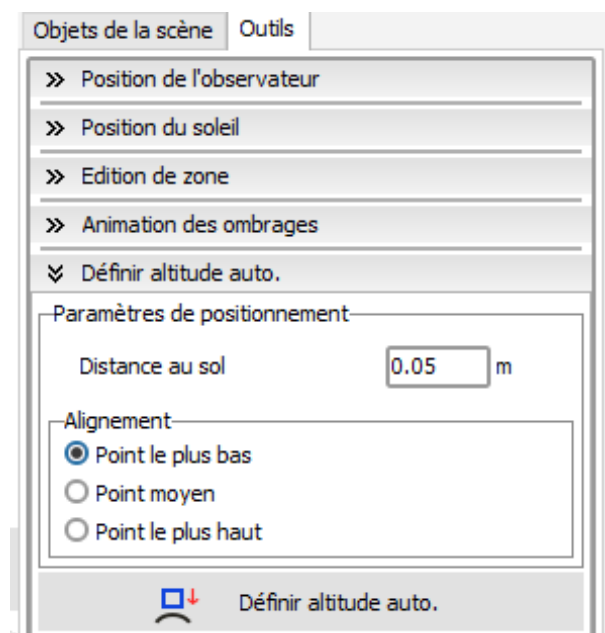 Objets de la scène Outils
Position de l'observateur
Position du soleil
Edition de zone
Animation des ombrages
Définir altitude auto.
Paramètres de positionnement
Distance au sol 0.05 m
Alignement
Point le plus bas
Point moyen
Point le plus haut
Définir altitude auto.